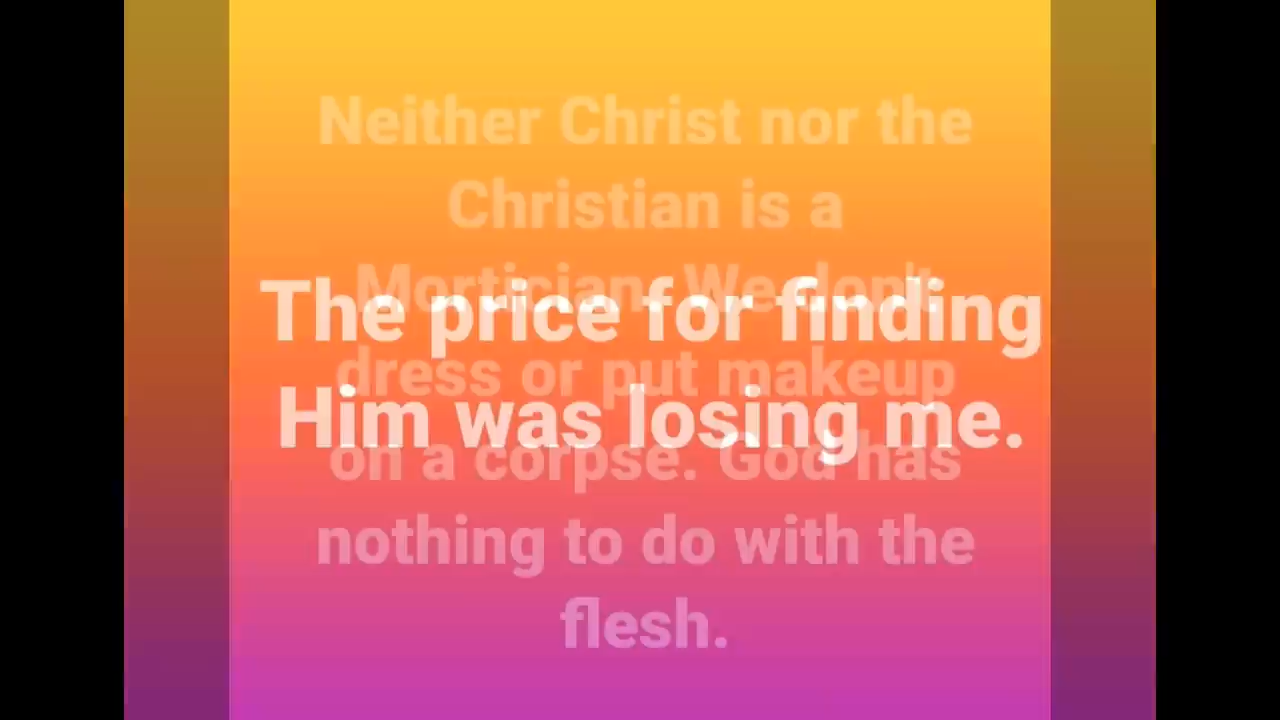 Neither Christ nor the
Christian is a
Mortician. We don't
The price for finding
dress or put makeup
Him was losing me.
on a corpse. God has
nothing to do with the
flesh.